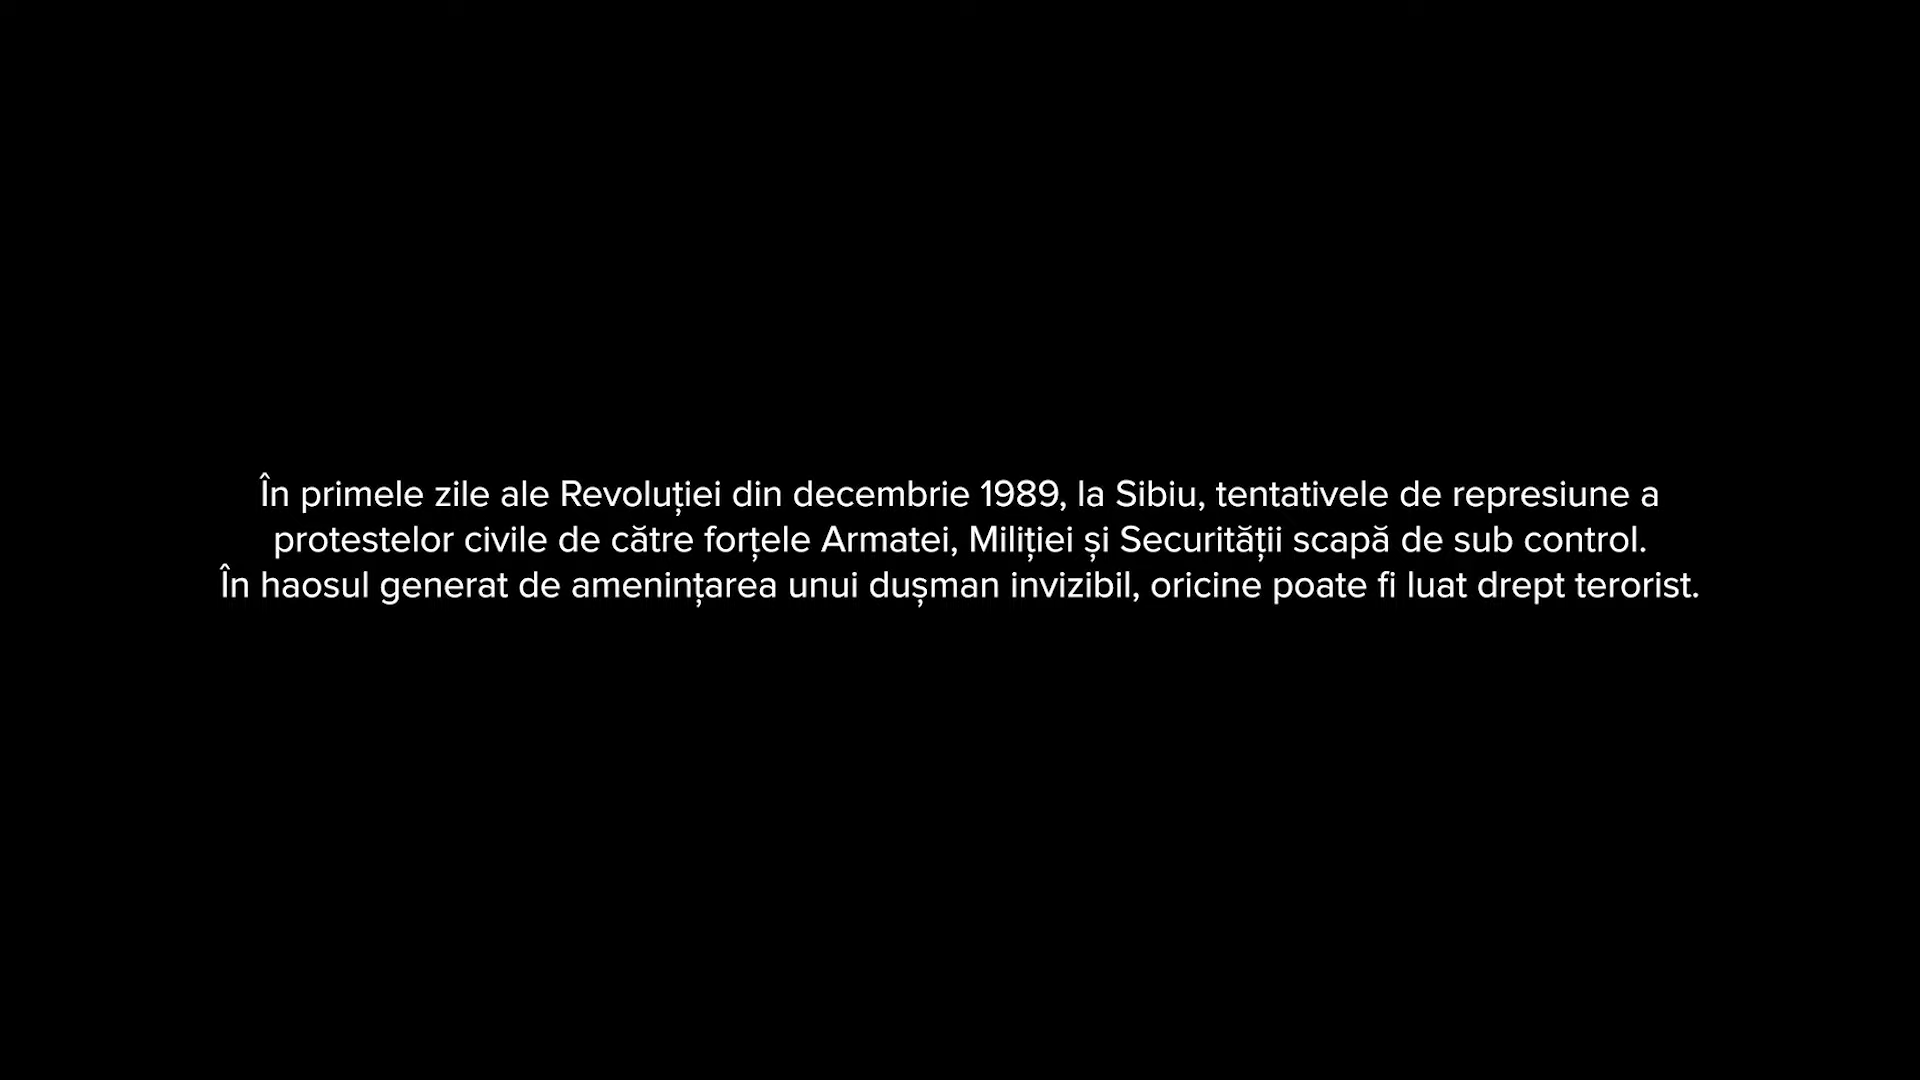 În primele zile ale Revoluției din decembrie 1989, la Sibiu, tentativele de represiune a
protestelor civile de către forțele Armatei, Miliției și Securității scapă de sub control.
În haosul generat de amenințarea unui dușman invizibil, oricine poate fi luat drept terorist.